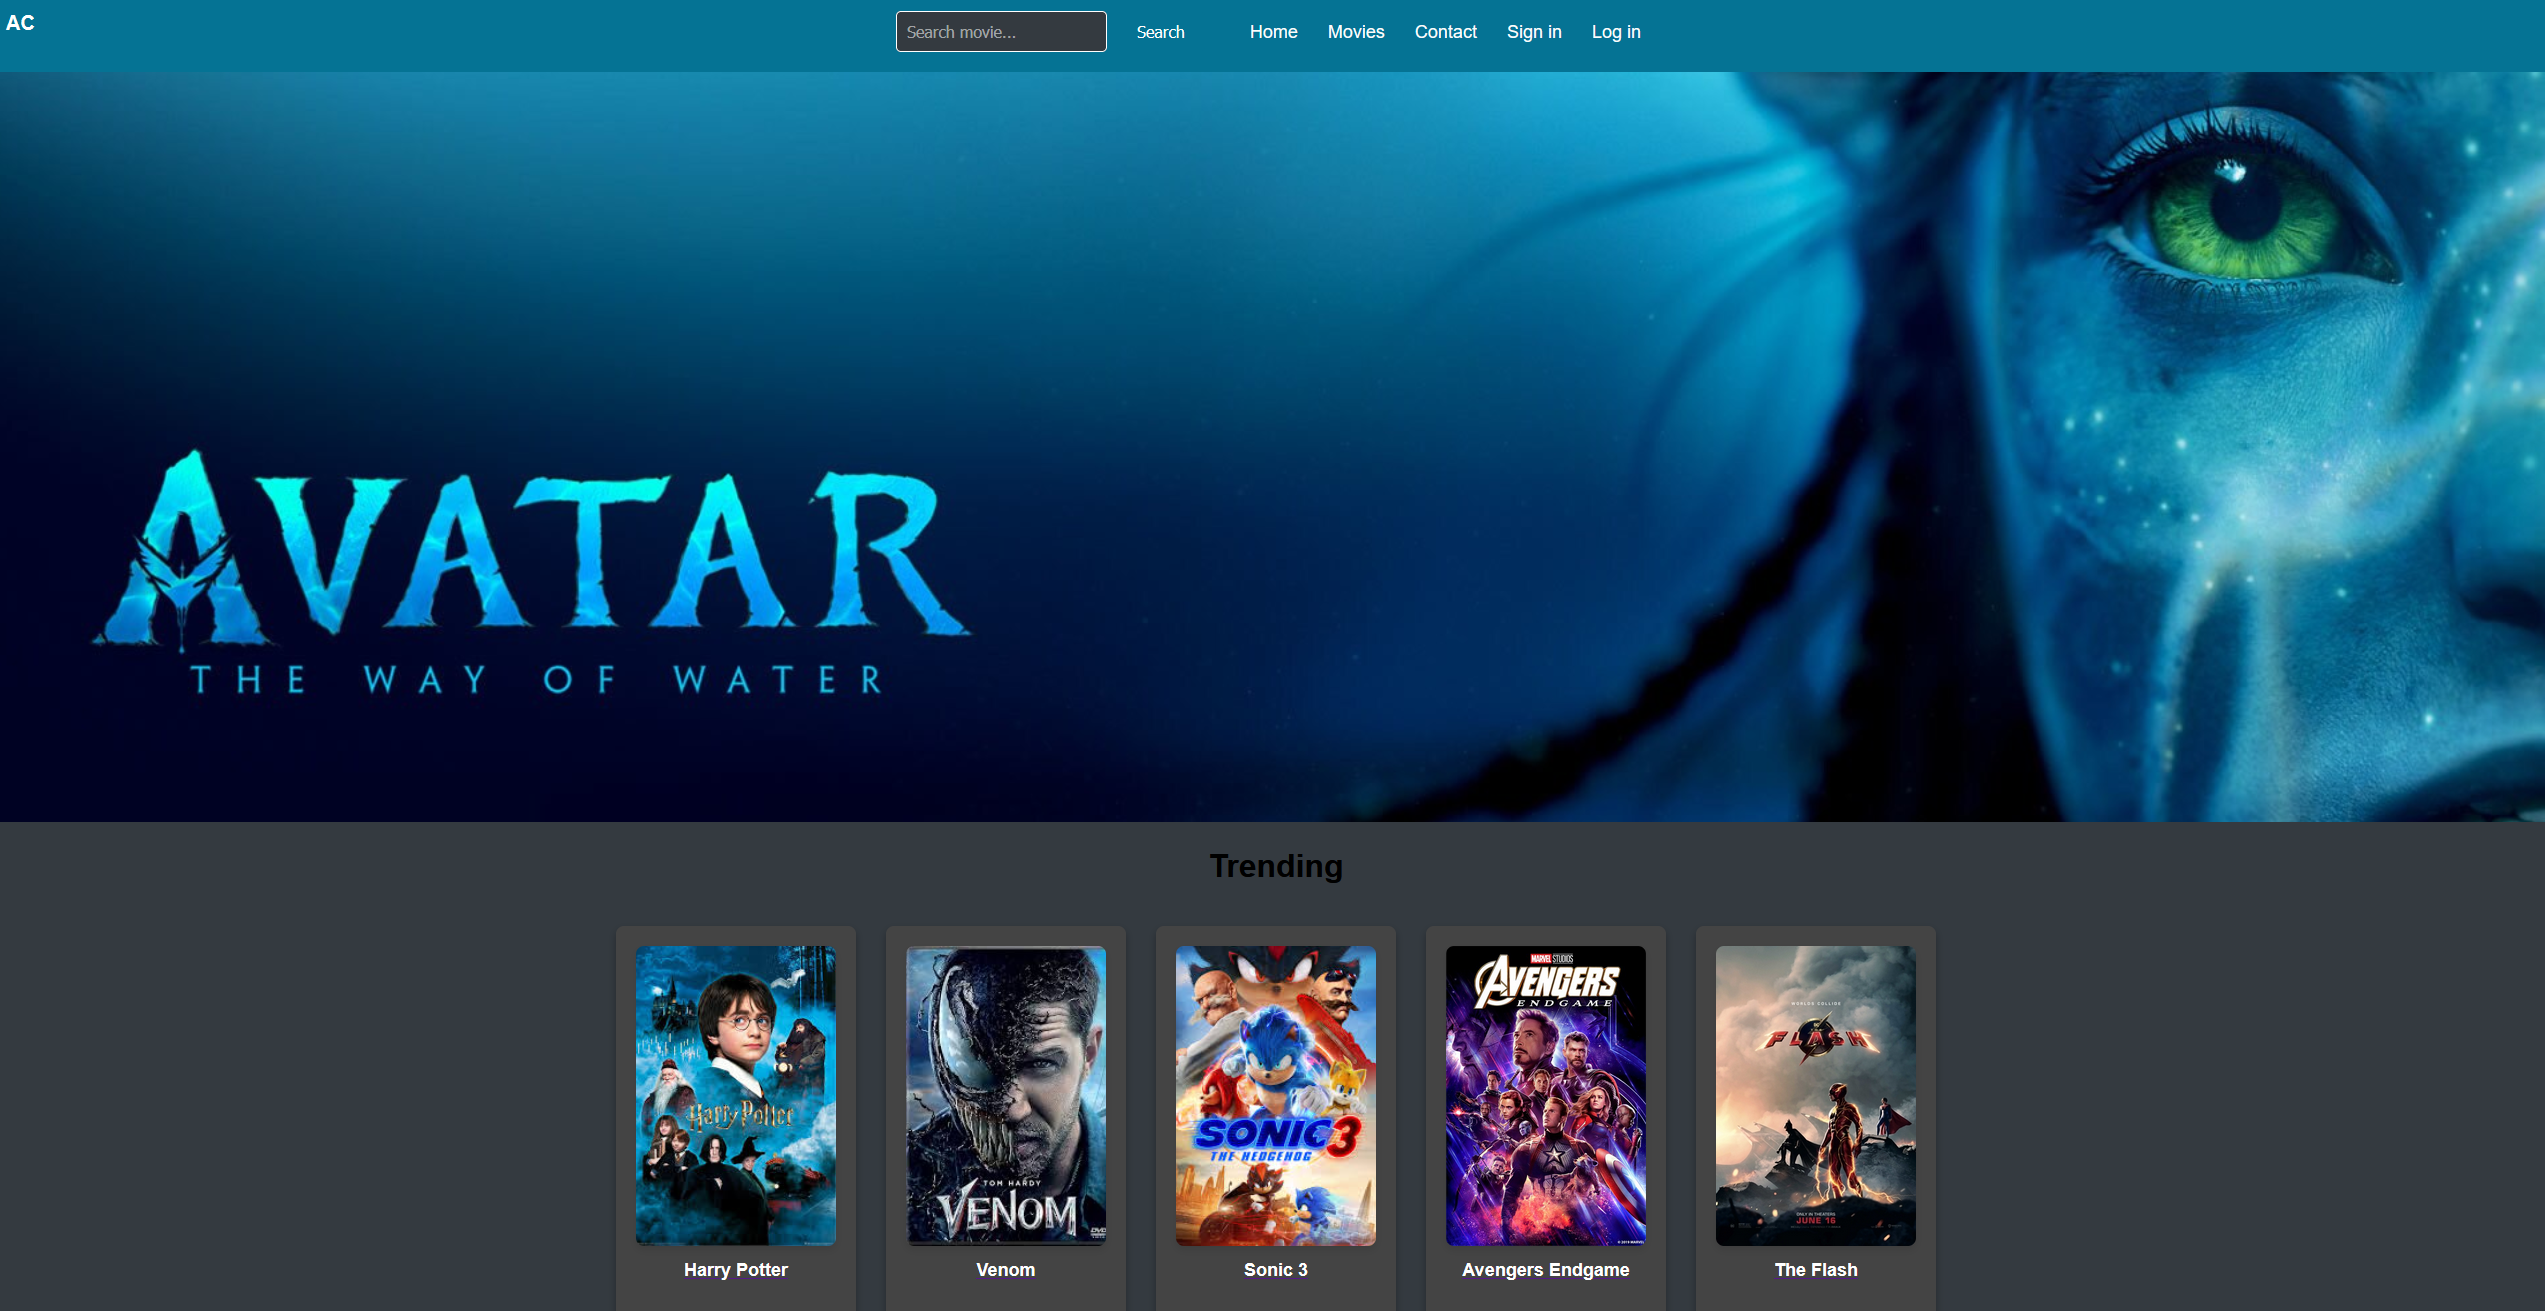 AC
Search movie...
Search
Home
Movies
Contact
Sign in
Log in
AVATAR
THE WAY OF WATER
Trending
Harry Potter
TOM HARDY
VENOM
SONIC 3
THE HEDGEHOG
MARVEL STUDIOS
AVENGERS
ENDGAME
WORLDS COLLIDE
FLASH
ONLY IN THEATERS
JUNE 16
Harry Potter
Venom
Sonic 3
Avengers Endgame
The Flash